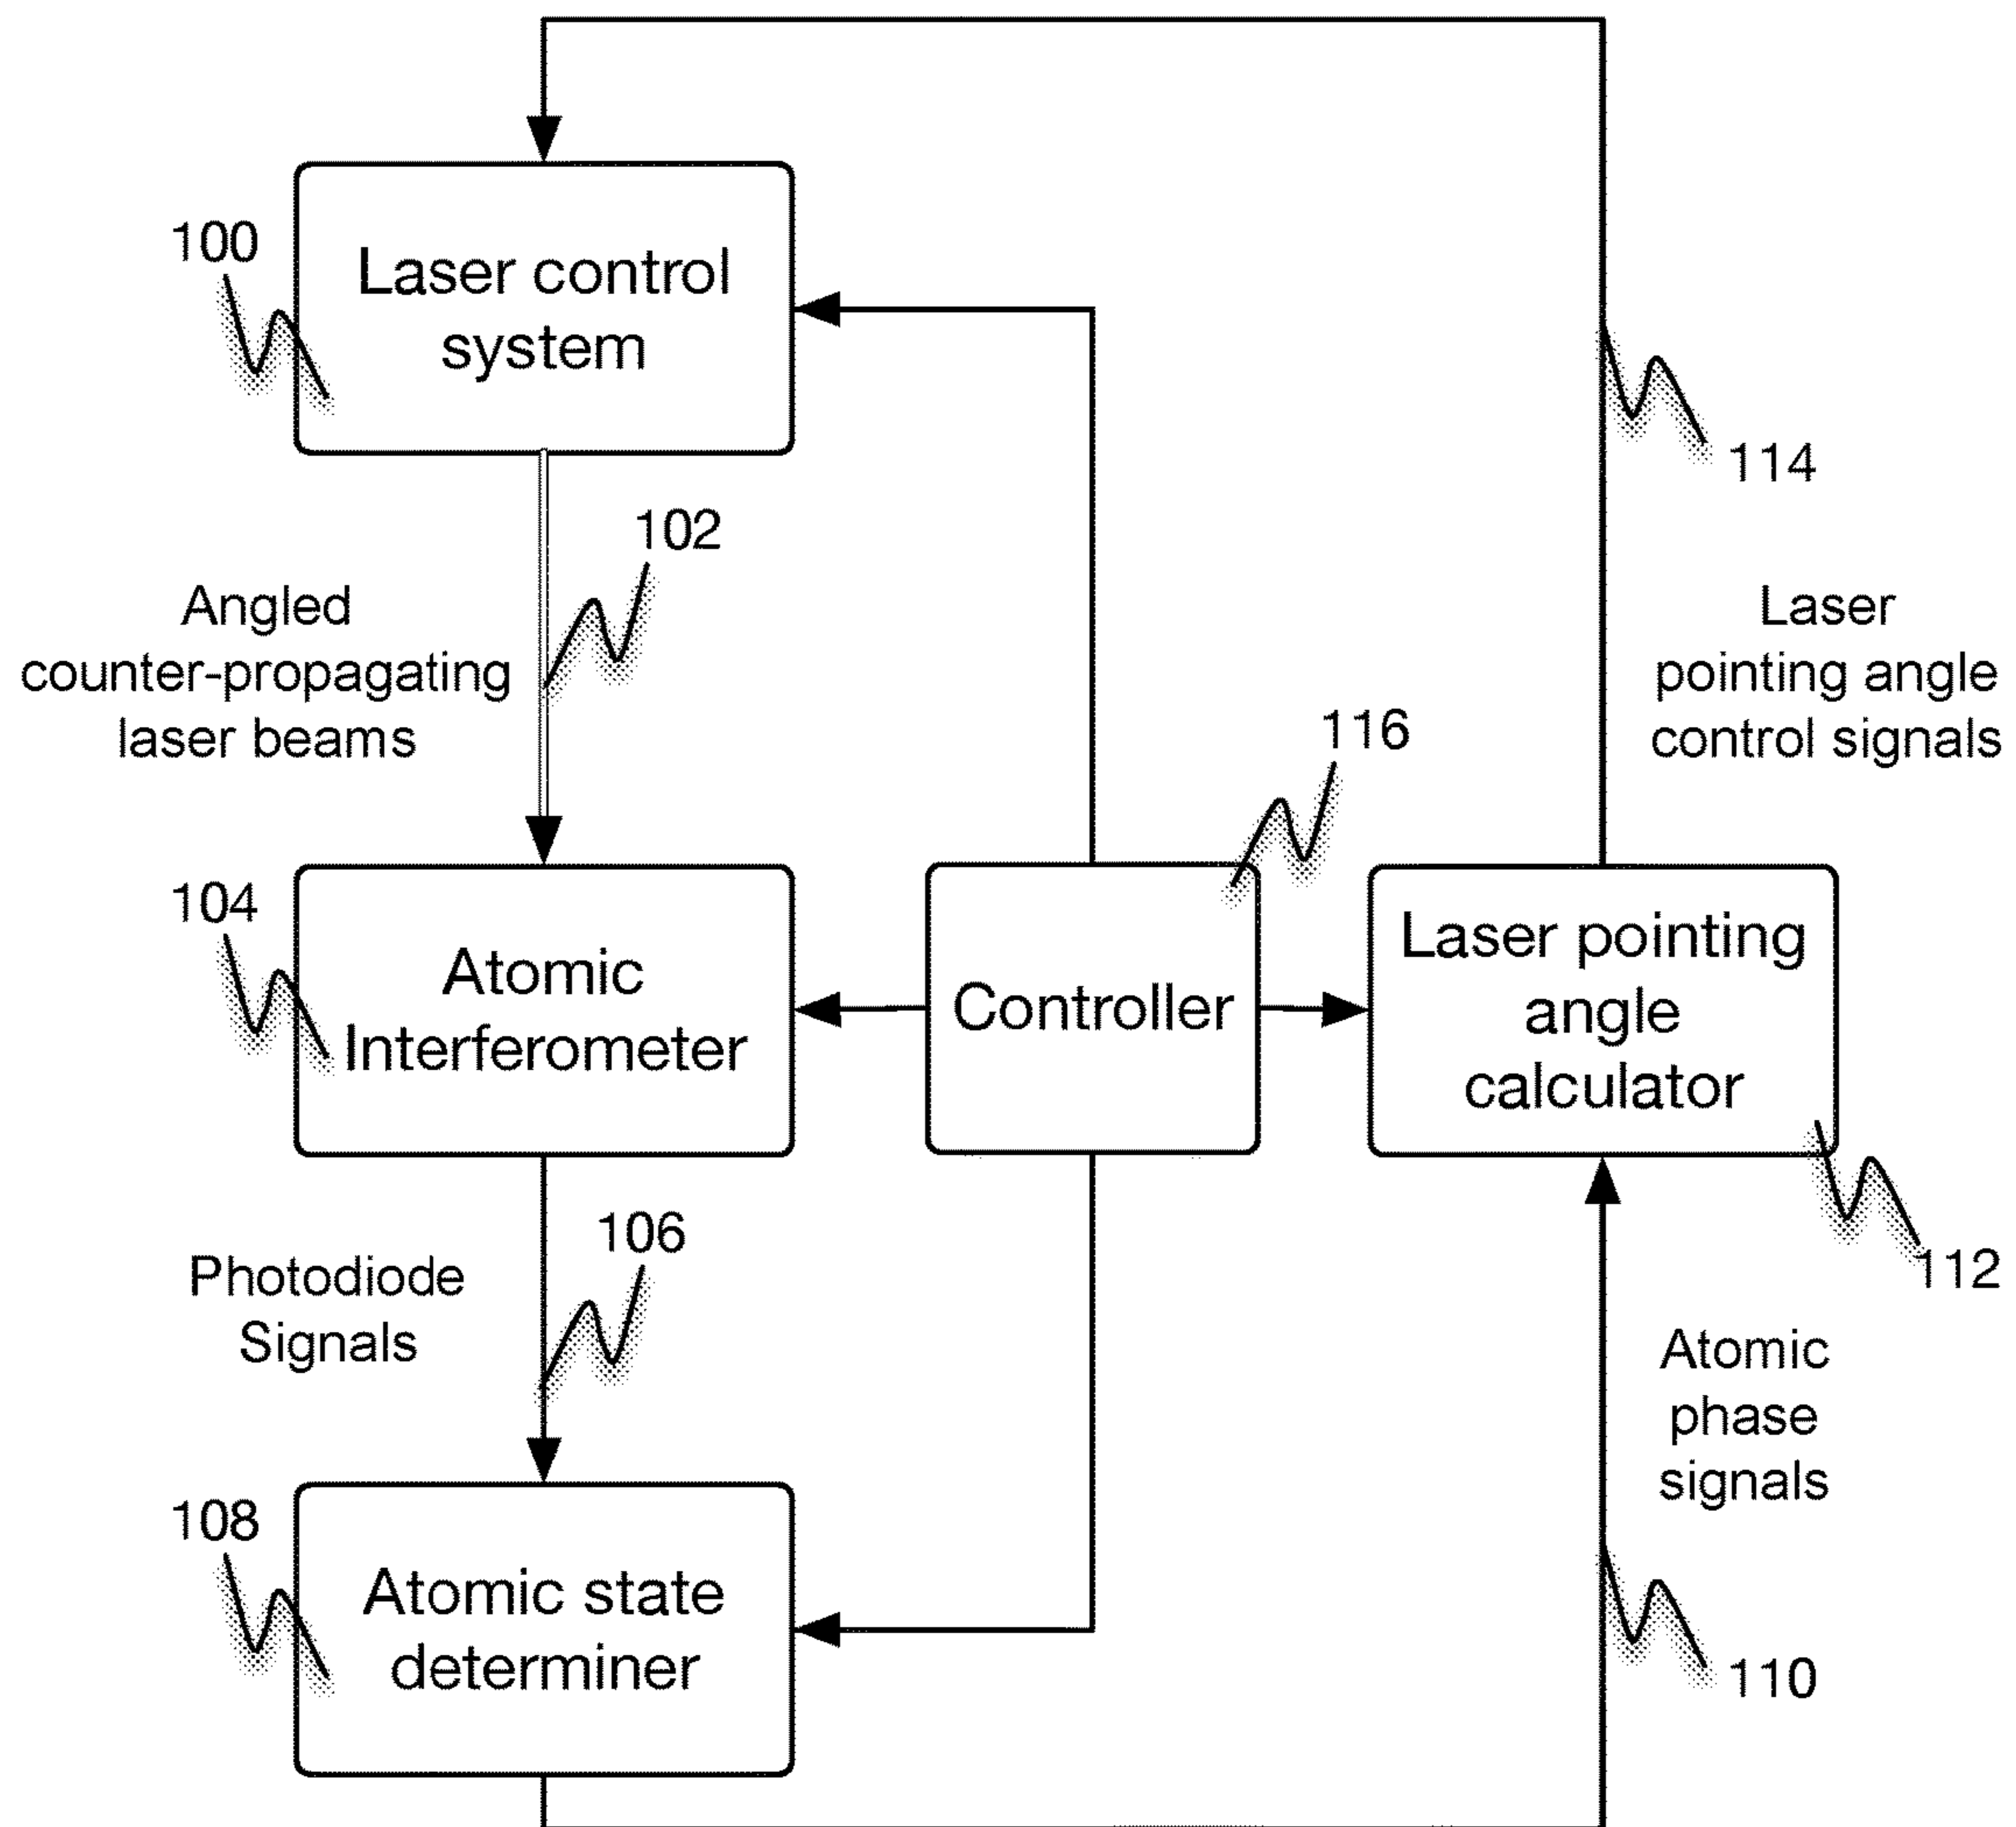 100
Laser control
system
114
102
Angled
counter-propagating
laser beams
Laser
pointing angle
control signals
116
104
Atomic
Interferometer
Controller
Laser pointing
angle
calculator
106
Photodiode
Signals
112
Atomic
phase
signals
108
Atomic state
determiner
110